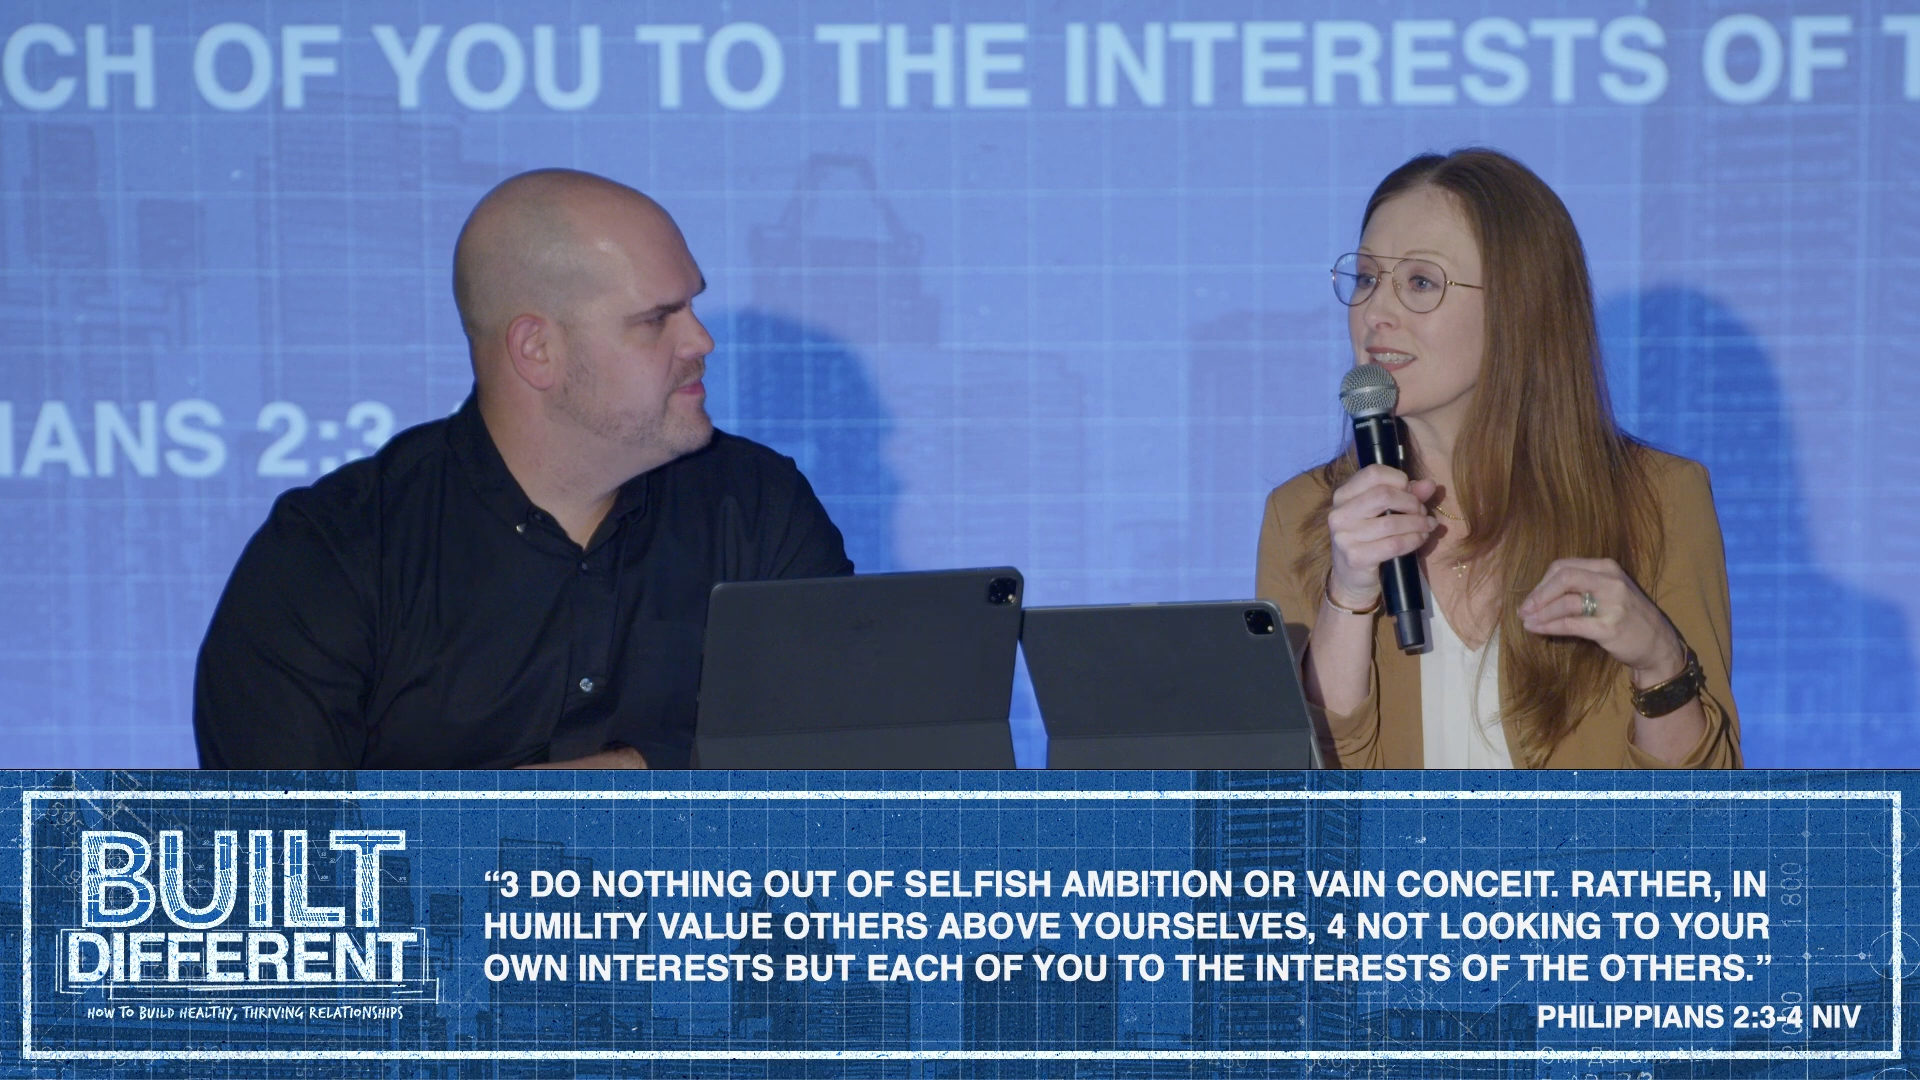 ACH OF YOU TO THE INTERESTS OF T
IANS 2:3
BUILT
DIFFERENT
HOW TO BUILD HEALTHY, THRIVING RELATIONSHIPS
“3 DO NOTHING OUT OF SELFISH AMBITION OR VAIN CONCEIT. RATHER, IN
HUMILITY VALUE OTHERS ABOVE YOURSELVES, 4 NOT LOOKING TO YOUR
OWN INTERESTS BUT EACH OF YOU TO THE INTERESTS OF THE OTHERS.”
PHILIPPIANS 2:3-4 NIV